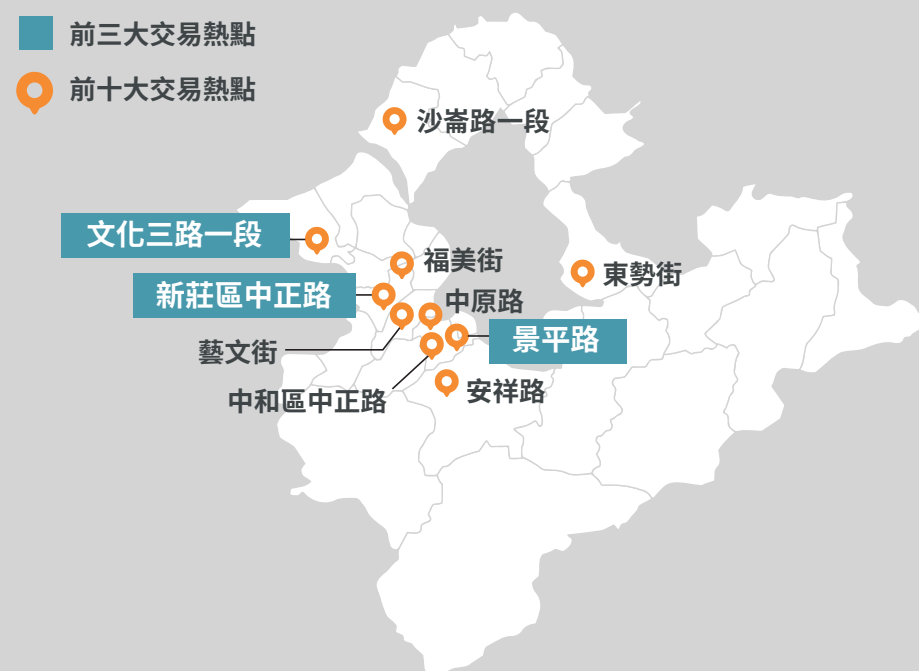 前三大交易熱點
前十大交易熱點
沙崙路一段
文化三路一段
福美街
東勢街
新莊區中正路
中原路
景平路
藝文街
中和區中正路
安祥路